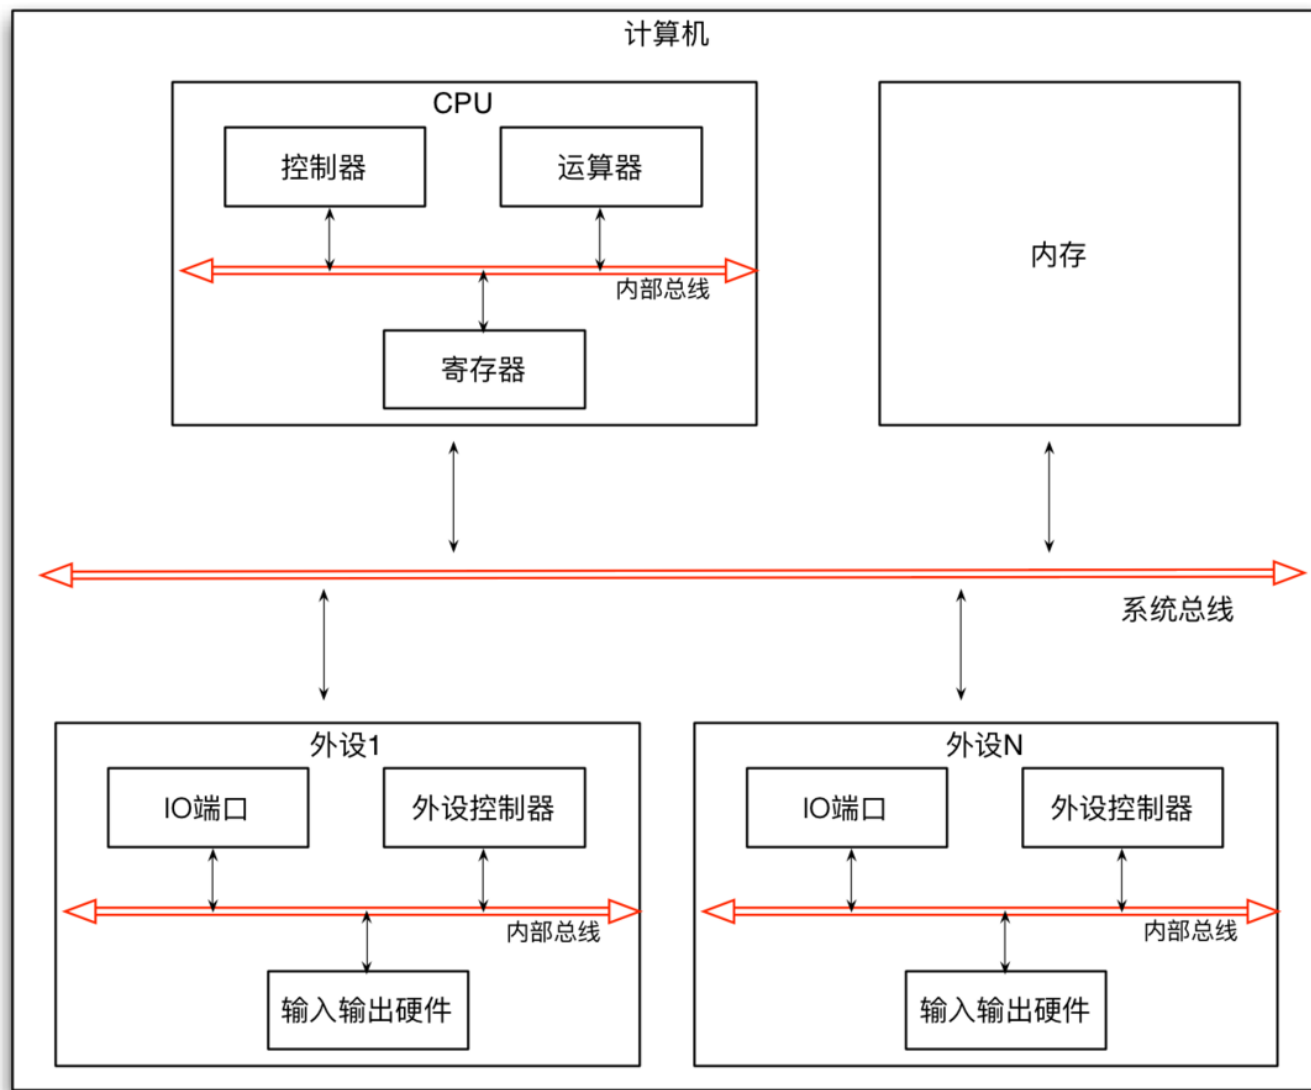 计算机
CPU
控制器
运算器
内部总线
寄存器
内存
系统总线
外设1
IO端口
外设控制器
内部总线
输入输出硬件
外设N
IO端口
外设控制器
内部总线
输入输出硬件